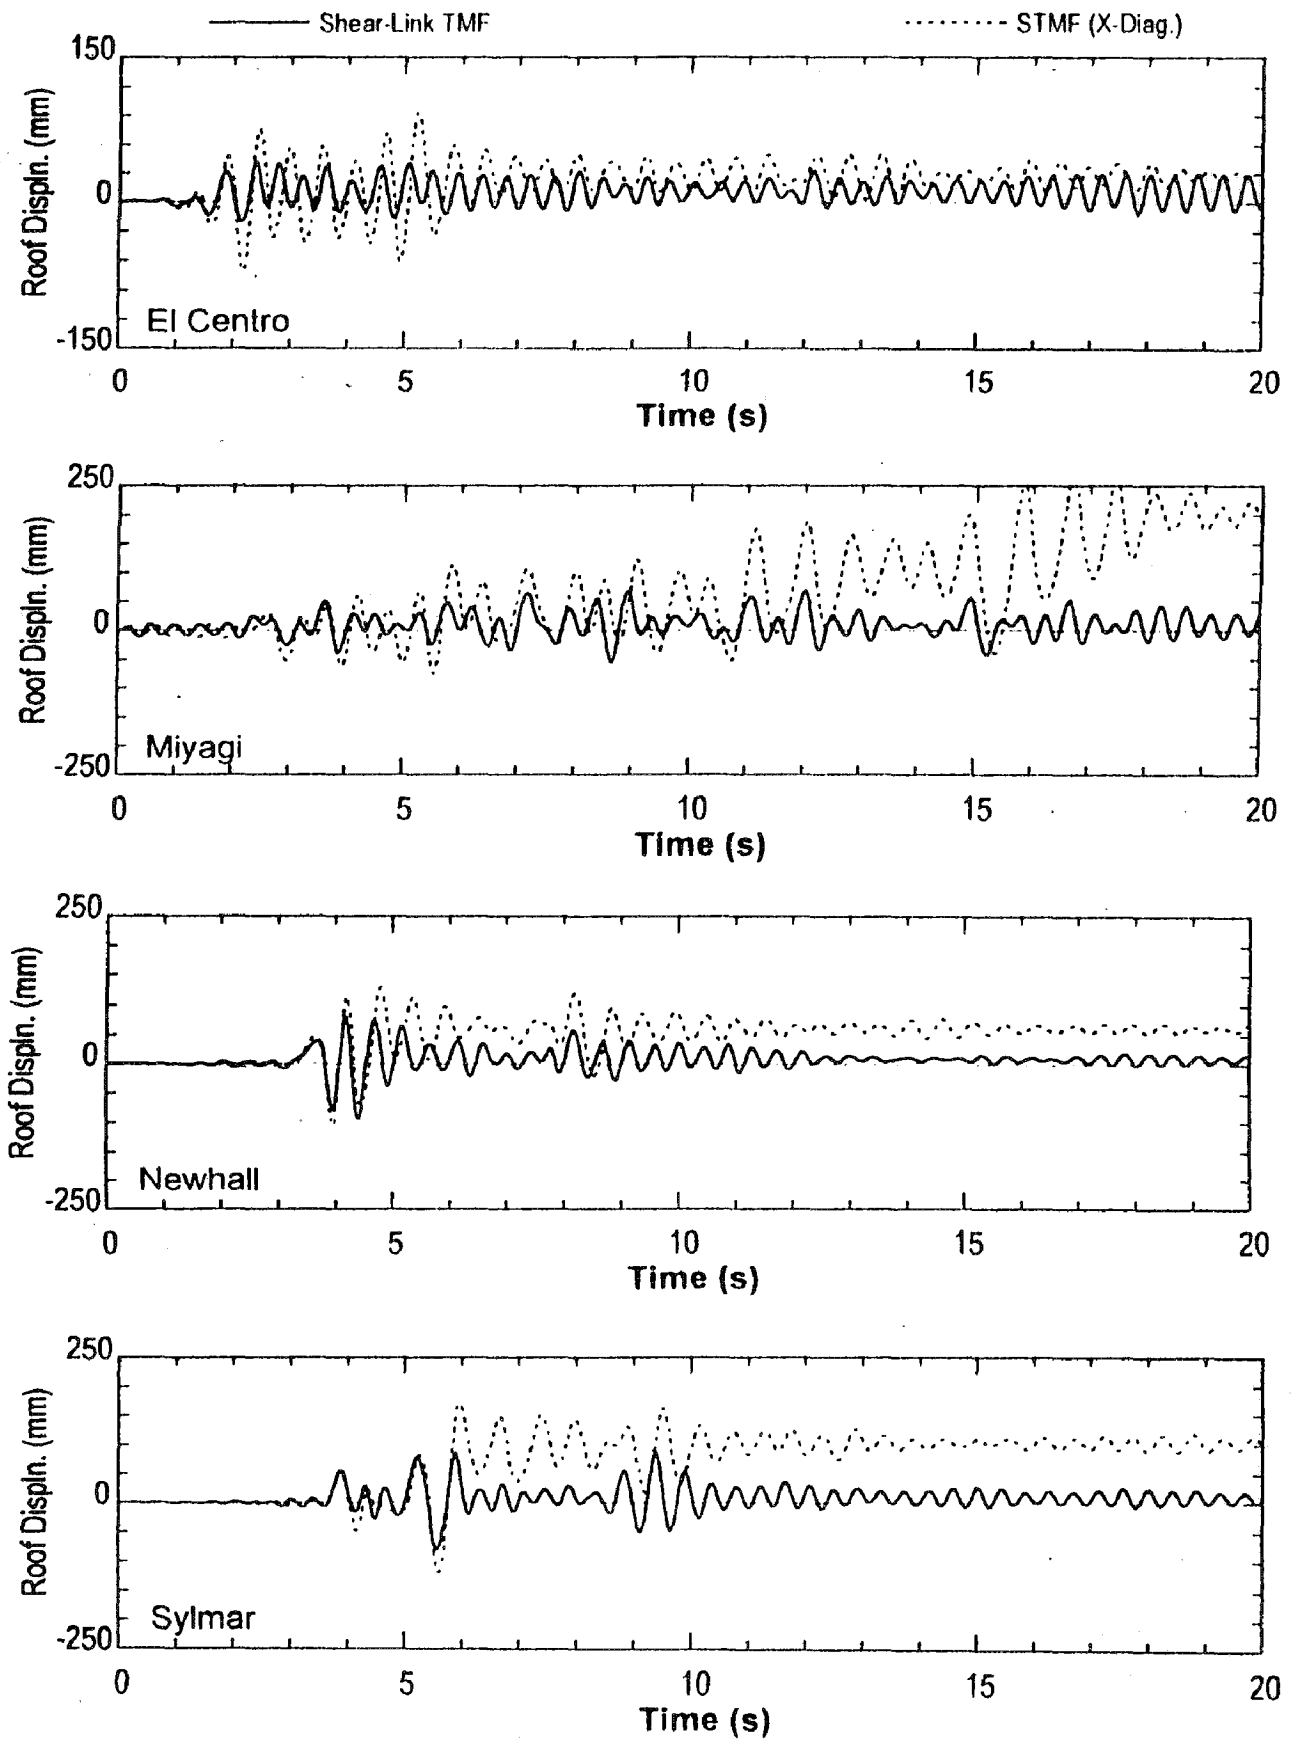 Shear-Link TMF STMF (X-Diag.)
150
0
-150
Roof Displn. (mm)
El Centro
0 5 10 15 20
Time (s)
250
0
-250
Roof Displn. (mm)
Miyagi
0 5 10 15 20
Time (s)
250
0
-250
Roof Displn. (mm)
Newhall
0 5 10 15 20
Time (s)
250
0
-250
Roof Displn. (mm)
Sylmar
0 5 10 15 20
Time (s)